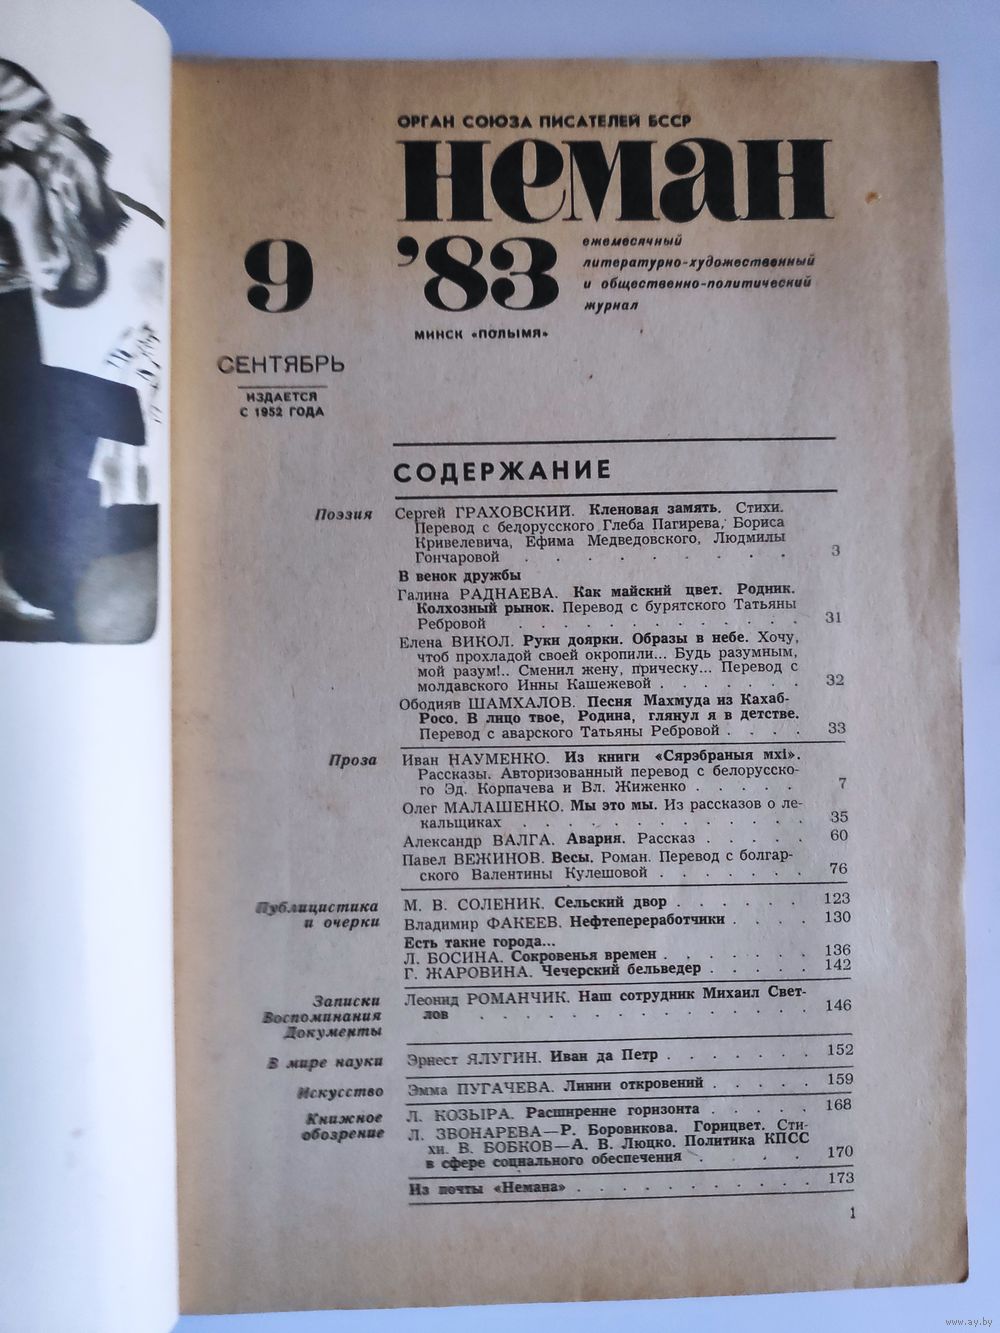 ОРГАН СОЮЗА ПИСАТЕЛЕЙ БССР
неман
9 '83
ежемесячный
литературно-художественный
и общественно-политический
журнал
МИНСК «ПОЛЫМЯ»
СЕНТЯБРЬ
ИЗДАЕТСЯ
С 1952 ГОДА
СОДЕРЖАНИЕ
Поэзия
Сергей ГРАХОВСКИЙ. Кленовая замять. Стихи.
Перевод с белорусского Глеба Пагирева, Бориса
Кривелевича, Ефима Медведовского, Людмилы
Гончаровой . . . . . . . . 3
В венок дружбы
Галина РАДНАЕВА. Как майский цвет. Родник.
Колхозный рынок. Перевод с бурятского Татьяны
Ребровой . . . . . . . . . 31
Елена ВИКОЛ. Руки доярки. Образы в небе. Хочу,
чтоб прохладой своей окропили... Будь разумным,
мой разум!.. Сменил жену, прическу... Перевод с
молдавского Инны Кашежевой . . . . . . 32
Ободияв ШАМХАЛОВ. Песня Махмуда из Кахаб-
Росо. В лицо твое, Родина, глянул я в детстве.
Перевод с аварского Татьяны Ребровой . . . . 33
Проза
Иван НАУМЕНКО. Из книги «Сярэбраныя мхі».
Рассказы. Авторизованный перевод с белорусско-
го Эд. Корпачева и Вл. Жиженко . . . . . 7
Олег МАЛАШЕНКО. Мы это мы. Из рассказов о ле-
кальщиках . . . . . . . . . 35
Александр ВАЛГА. Авария. Рассказ . . . . . 60
Павел ВЕЖИНОВ. Весы. Роман. Перевод с болгар-
ского Валентины Кулешовой . . . . . . 76
Публицистика
и очерки
М. В. СОЛЕНИК. Сельский двор . . . . . . 123
Владимир ФАКЕЕВ. Нефтепереработчики . . . . 130
Есть такие города...
Л. БОСИНА. Сокровенья времен . . . . . . 136
Г. ЖАРОВИНА. Чечерский бельведер . . . . . 142
Записки
Воспоминания
Документы
Леонид РОМАНЧИК. Наш сотрудник Михаил Свет-
лов . . . . . . . . . . . 146
В мире науки
Эрнест ЯЛУГИН. Иван да Петр . . . . . . 152
Искусство
Эмма ПУГАЧЕВА. Линии откровений . . . . . 159
Книжное
обозрение
Л. КОЗЫРА. Расширение горизонта . . . . . 168
Л. ЗВОНАРЕВА—Р. Боровикова. Горицвет. Сти-
хи. В. БОБКОВ—А. В. Люцко. Политика КПСС
в сфере социального обеспечения . . . . 170
Из почты «Немана» . . . . . . . . . 173
1
www.ay.by